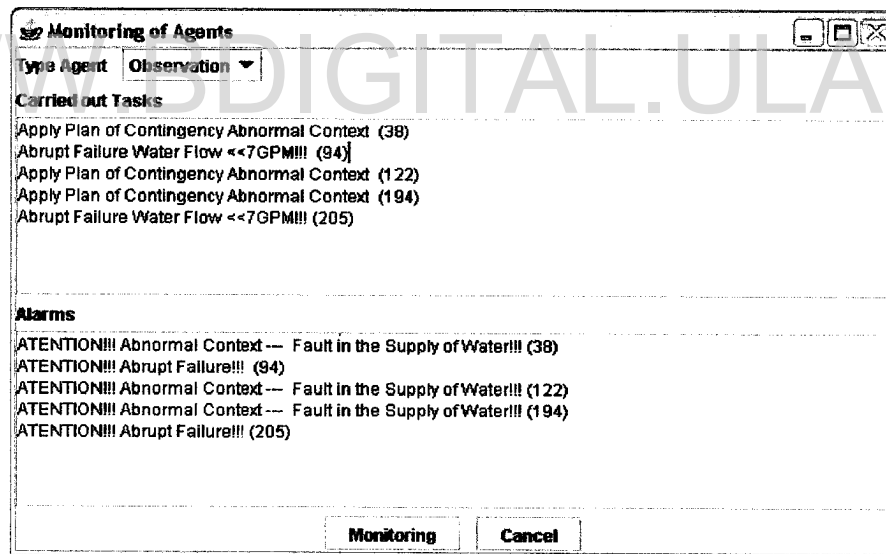 Monitoring of Agents
W.BDIGITAL.ULA
Type Agent Observation
Carried out Tasks
Apply Plan of Contingency Abnormal Context (38)
Abrupt Failure Water Flow <<7GPM!!! (94)
Apply Plan of Contingency Abnormal Context (122)
Apply Plan of Contingency Abnormal Context (194)
Abrupt Failure Water Flow <<7GPM!!! (205)
Alarms
ATENTION!!! Abnormal Context --- Fault in the Supply of Water!!! (38)
ATENTION!!! Abrupt Failure!!! (94)
ATENTION!!! Abnormal Context --- Fault in the Supply of Water!!! (122)
ATENTION!!! Abnormal Context --- Fault in the Supply of Water!!! (194)
ATENTION!!! Abrupt Failure!!! (205)
Monitoring Cancel